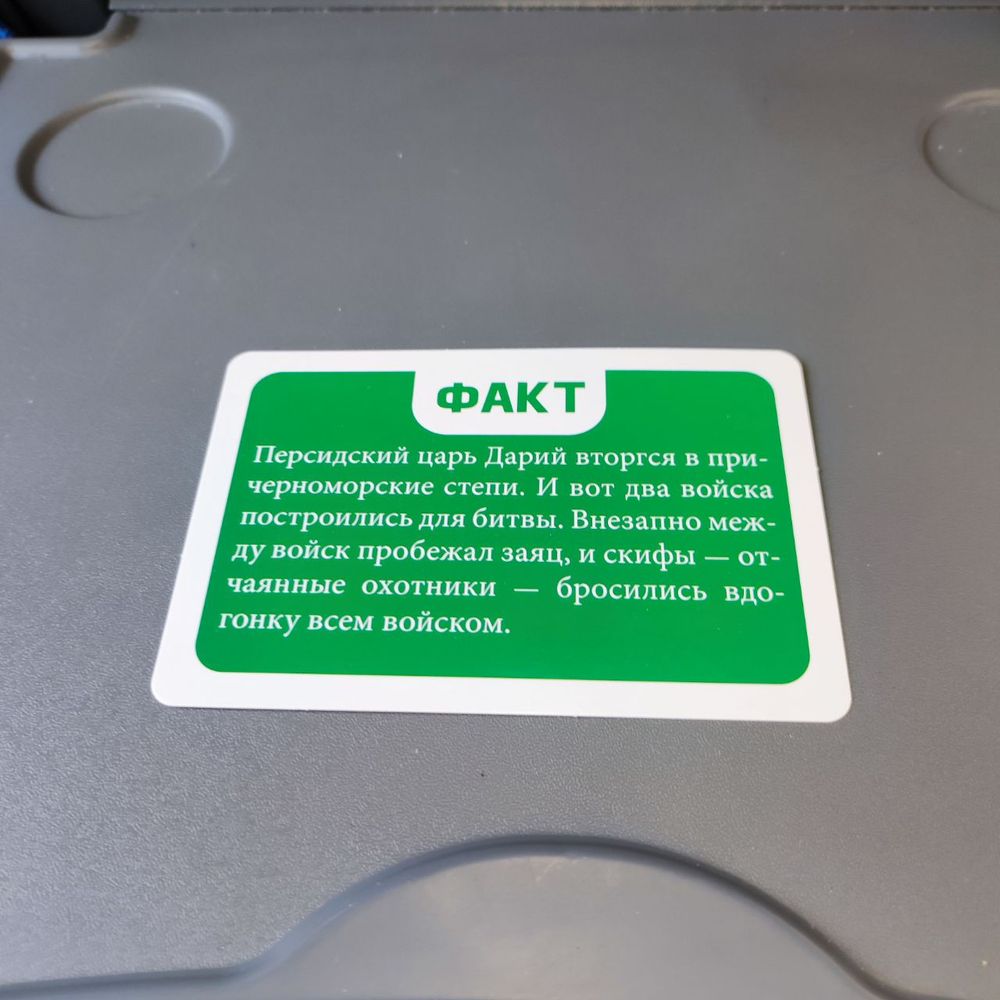 ФАКТ
Персидский царь Дарий вторгся в при-
черноморские степи. И вот два войска
построились для битвы. Внезапно меж-
ду войск пробежал заяц, и скифы — от-
чаянные охотники — бросились вдо-
гонку всем войском.